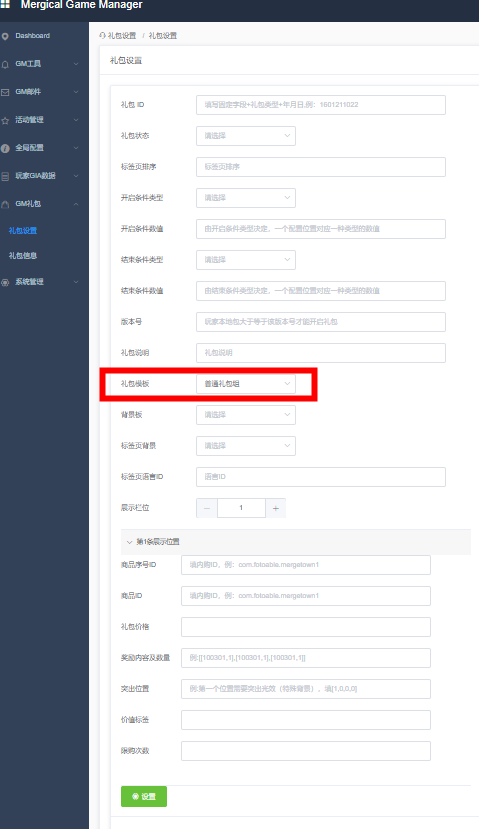 Mergical Game Manager
Dashboard
GM工具
GM邮件
活动管理
全局配置
玩家GIA数据
GM礼包
礼包设置
礼包信息
系统管理
礼包设置 / 礼包设置
礼包设置
礼包 ID 填写固定字段+礼包类型+年月日,例：1601211022
礼包状态 请选择
标签页排序 标签页排序
开启条件类型 请选择
开启条件数值 由开启条件类型决定，一个配置位置对应一种类型的数值
结束条件类型 请选择
结束条件数值 由结束条件类型决定，一个配置位置对应一种类型的数值
版本号 玩家本地包大于等于该版本号才能开启礼包
礼包说明 礼包说明
礼包模板 普通礼包组
背景板 请选择
标签页背景 请选择
标签页语言ID 语言ID
展示栏位 − 1 +
第1条展示位置
商品序号ID 填内购ID，例：com.fotoable.mergetown1
商品ID 填内购ID，例：com.fotoable.mergetown1
礼包价格
奖励内容及数量 例:[[100301,1],[100301,1],[100301,1]]
突出位置 例:第一个位置需要突出光效（特殊背景），填[1,0,0,0]
价值标签
限购次数
设置